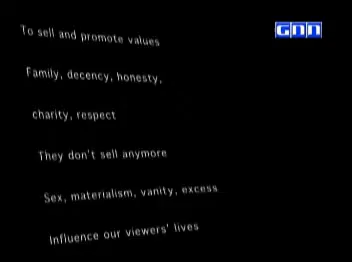 To sell and promote values
GNN
Family, decency, honesty,
charity, respect
They don't sell anymore
Sex, materialism, vanity, excess
Influence our viewers' lives